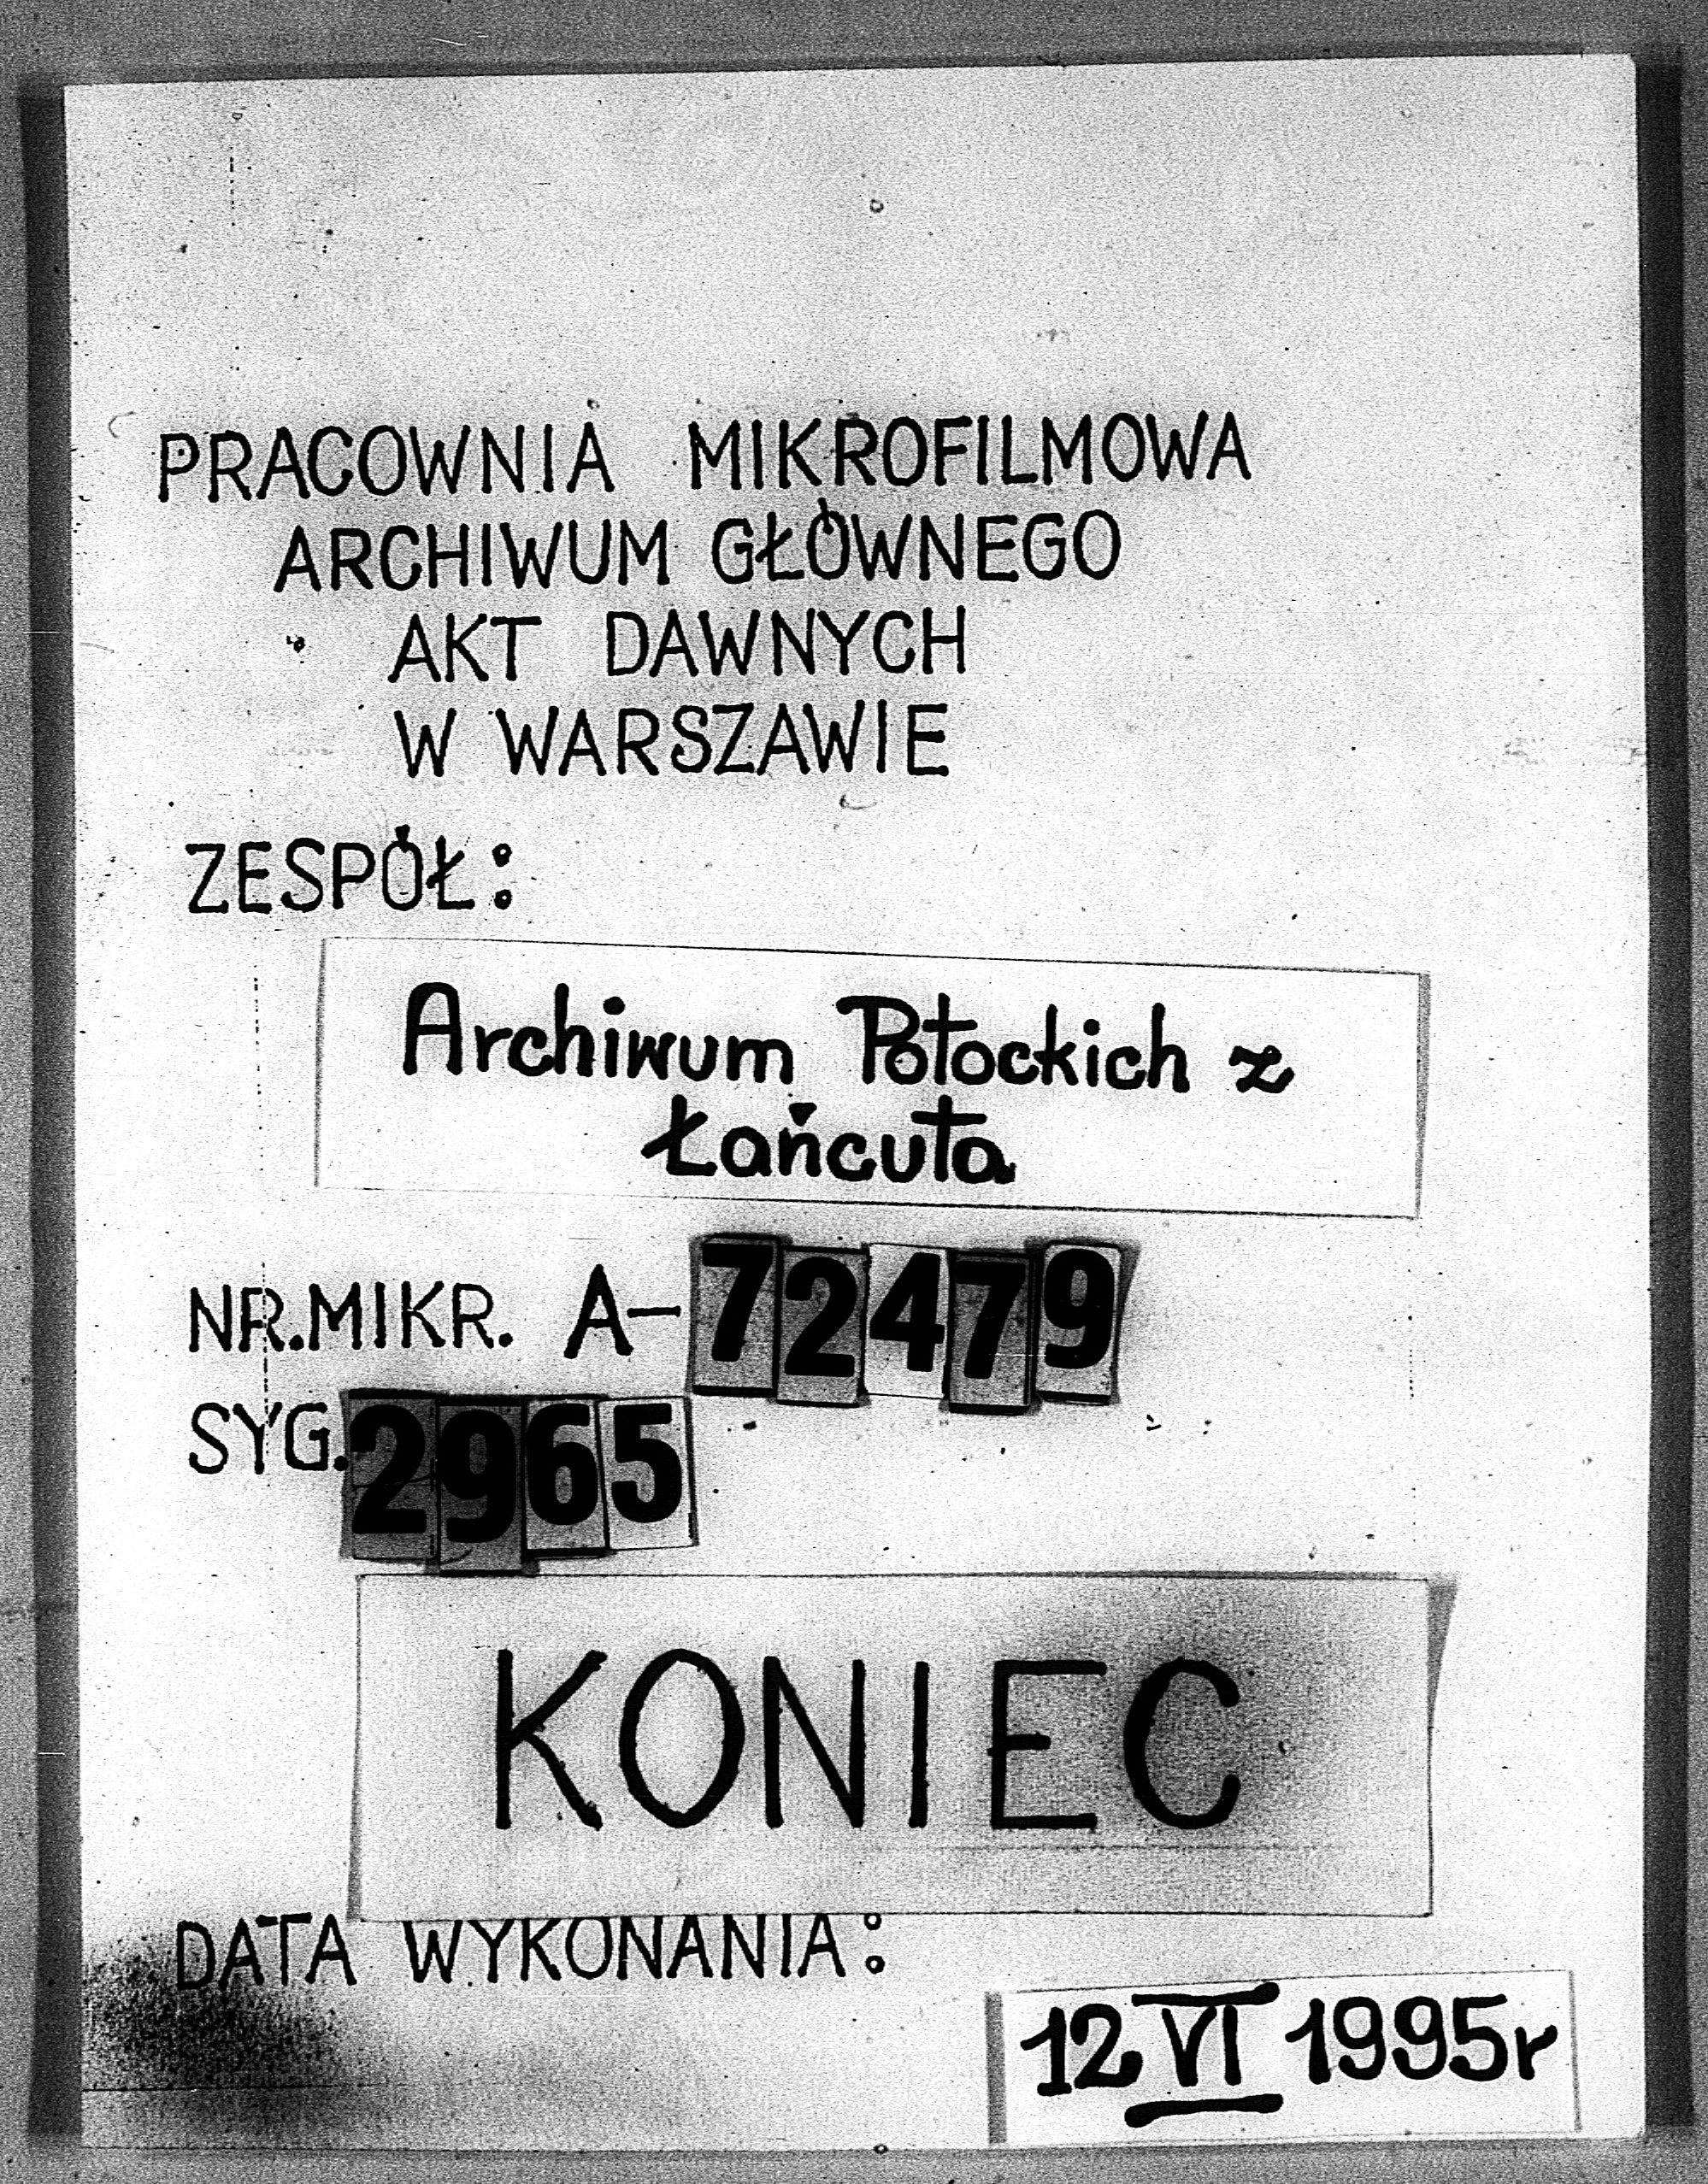 PRACOWNIA MIKROFILMOWA
ARCHIWUM GŁÓWNEGO
AKT DAWNYCH
W WARSZAWIE
ZESPÓŁ:
Archiwum Potockich z
Łańcuta
NR.MIKR. A-72479
SYG.2965
KONIEC
DATA WYKONANIA:
12 VI 1995r